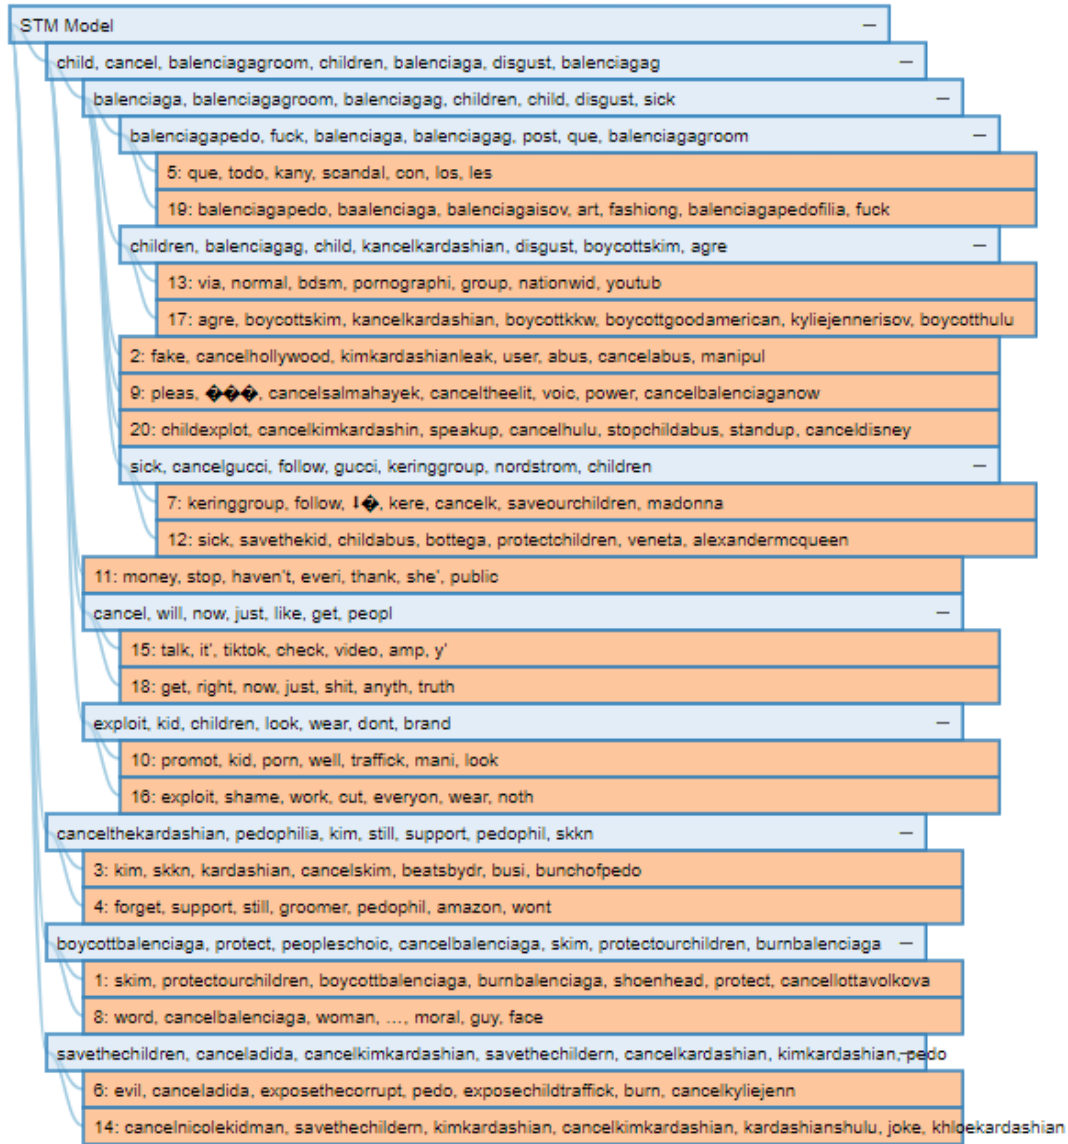 STM Model
child, cancel, balenciagagroom, children, balenciaga, disgust, balenciagag
balenciaga, balenciagagroom, balenciagag, children, child, disgust, sick
balenciagapedo, fuck, balenciaga, balenciagag, post, que, balenciagagroom
5: que, todo, kany, scandal, con, los, les
19: balenciagapedo, baalenciaga, balenciagaisov, art, fashiong, balenciagapedofilia, fuck
children, balenciagag, child, kancelkardashian, disgust, boycottskim, agre
13: via, normal, bdsm, pornographi, group, nationwid, youtub
17: agre, boycottskim, kancelkardashian, boycottkkw, boycottgoodamerican, kyliejennerisov, boycotthulu
2: fake, cancelhollywood, kimkardashianleak, user, abus, cancelabus, manipul
9: pleas, ���, cancelsalmahayek, canceltheelit, voic, power, cancelbalenciaganow
20: childexplot, cancelkimkardashin, speakup, cancelhulu, stopchildabus, standup, canceldisney
sick, cancelgucci, follow, gucci, keringgroup, nordstrom, children
7: keringgroup, follow, ⬇�, kere, cancelk, saveourchildren, madonna
12: sick, savethekid, childabus, bottega, protectchildren, veneta, alexandermcqueen
11: money, stop, haven't, everi, thank, she', public
cancel, will, now, just, like, get, peopl
15: talk, it', tiktok, check, video, amp, y'
18: get, right, now, just, shit, anyth, truth
exploit, kid, children, look, wear, dont, brand
10: promot, kid, porn, well, traffick, mani, look
16: exploit, shame, work, cut, everyon, wear, noth
cancelthekardashian, pedophilia, kim, still, support, pedophil, skkn
3: kim, skkn, kardashian, cancelskim, beatsbydr, busi, bunchofpedo
4: forget, support, still, groomer, pedophil, amazon, wont
boycottbalenciaga, protect, peopleschoic, cancelbalenciaga, skim, protectourchildren, burnbalenciaga
1: skim, protectourchildren, boycottbalenciaga, burnbalenciaga, shoenhead, protect, cancellottavolkova
8: word, cancelbalenciaga, woman, …, moral, guy, face
savethechildren, canceladida, cancelkimkardashian, savethechildern, cancelkardashian, kimkardashian, pedo
6: evil, canceladida, exposethecorrupt, pedo, exposechildtraffick, burn, cancelkyliejenn
14: cancelnicolekidman, savethechildern, kimkardashian, cancelkimkardashian, kardashianshulu, joke, khloekardashian